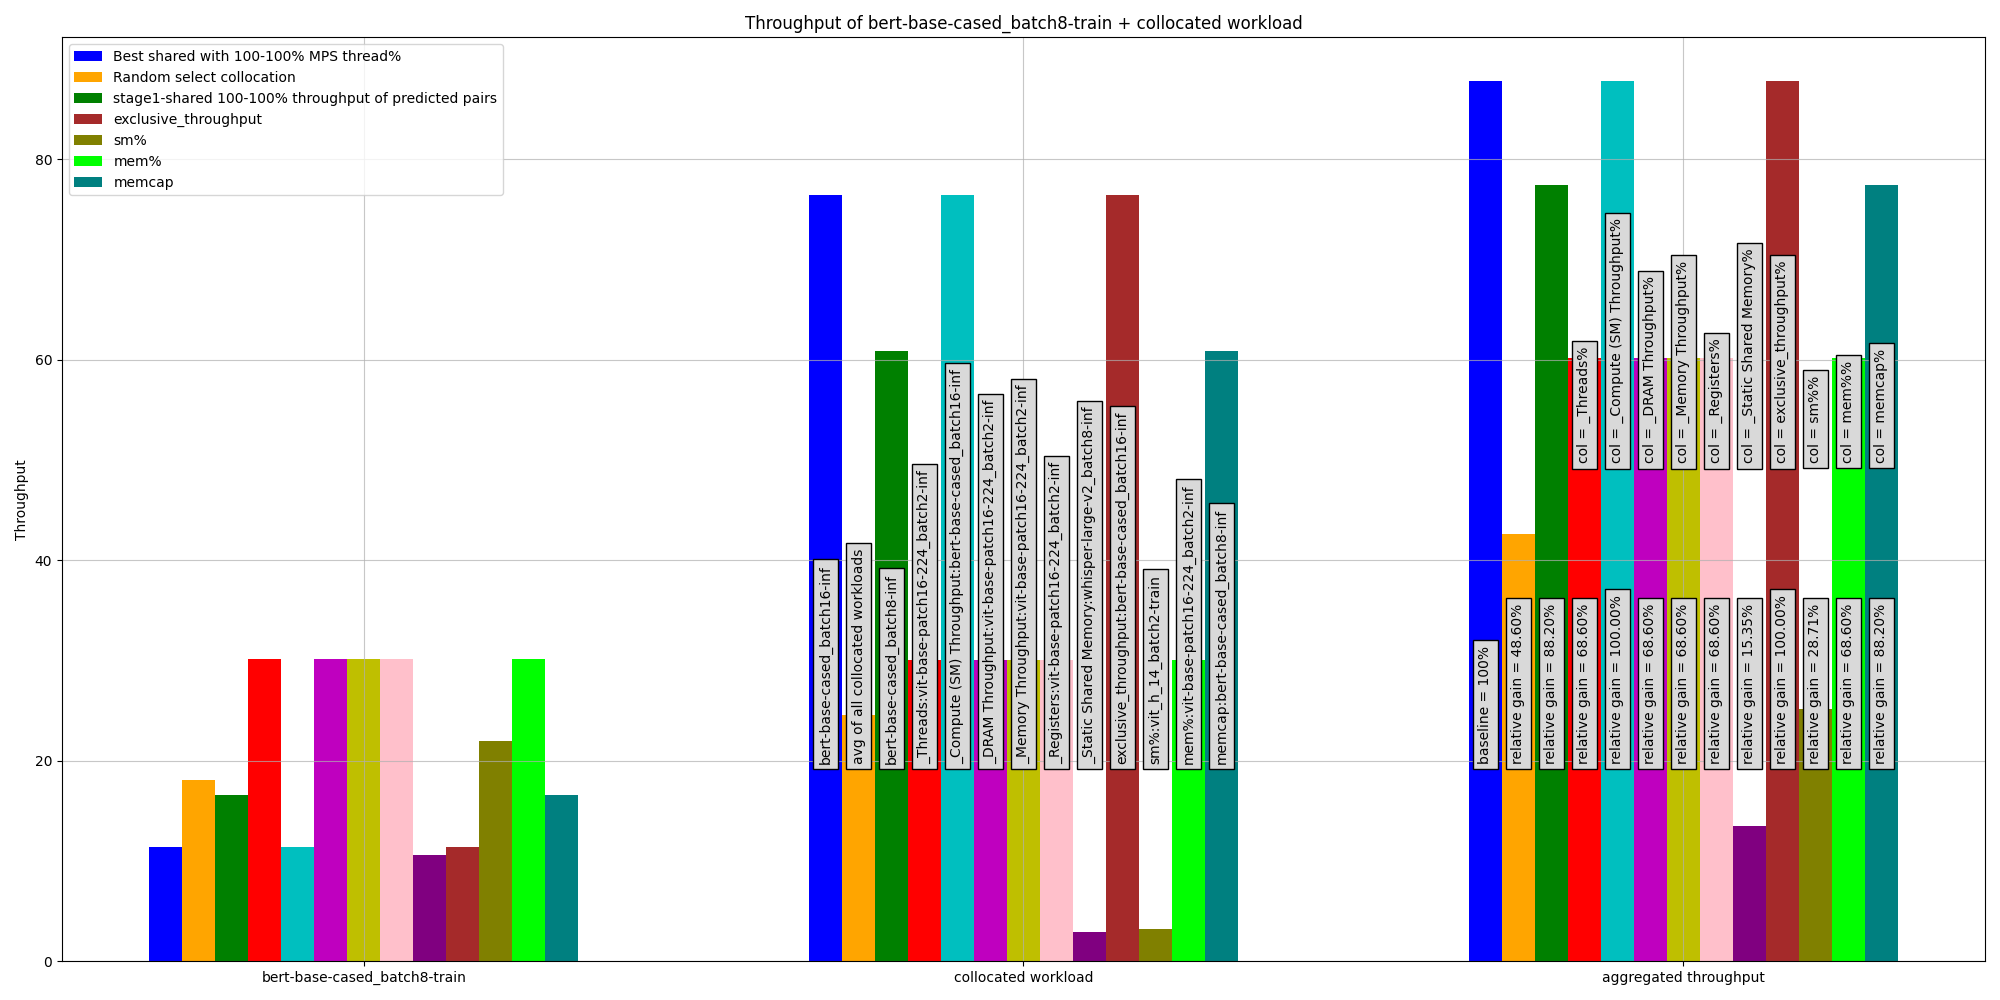 Throughput of bert-base-cased_batch8-train + collocated workload
Best shared with 100-100% MPS thread%
Random select collocation
stage1-shared 100-100% throughput of predicted pairs
exclusive_throughput
sm%
mem%
memcap
Throughput
80
60
40
20
0
bert-base-cased_batch16-inf
avg of all collocated workloads
bert-base-cased_batch8-inf
_Threads:vit-base-patch16-224_batch2-inf
_Compute (SM) Throughput:bert-base-cased_batch16-inf
_DRAM Throughput:vit-base-patch16-224_batch2-inf
_Memory Throughput:vit-base-patch16-224_batch2-inf
_Registers:vit-base-patch16-224_batch2-inf
_Static Shared Memory:whisper-large-v2_batch8-inf
exclusive_throughput:bert-base-cased_batch16-inf
sm%:vit_h_14_batch2-train
mem%:vit-base-patch16-224_batch2-inf
memcap:bert-base-cased_batch8-inf
col = _Threads%
col = _Compute (SM) Throughput%
col = _DRAM Throughput%
col = _Memory Throughput%
col = _Registers%
col = _Static Shared Memory%
col = exclusive_throughput%
col = sm%%
col = mem%%
col = memcap%
baseline = 100%
relative gain = 48.60%
relative gain = 88.20%
relative gain = 68.60%
relative gain = 100.00%
relative gain = 68.60%
relative gain = 68.60%
relative gain = 68.60%
relative gain = 15.35%
relative gain = 100.00%
relative gain = 28.71%
relative gain = 68.60%
relative gain = 88.20%
bert-base-cased_batch8-train
collocated workload
aggregated throughput